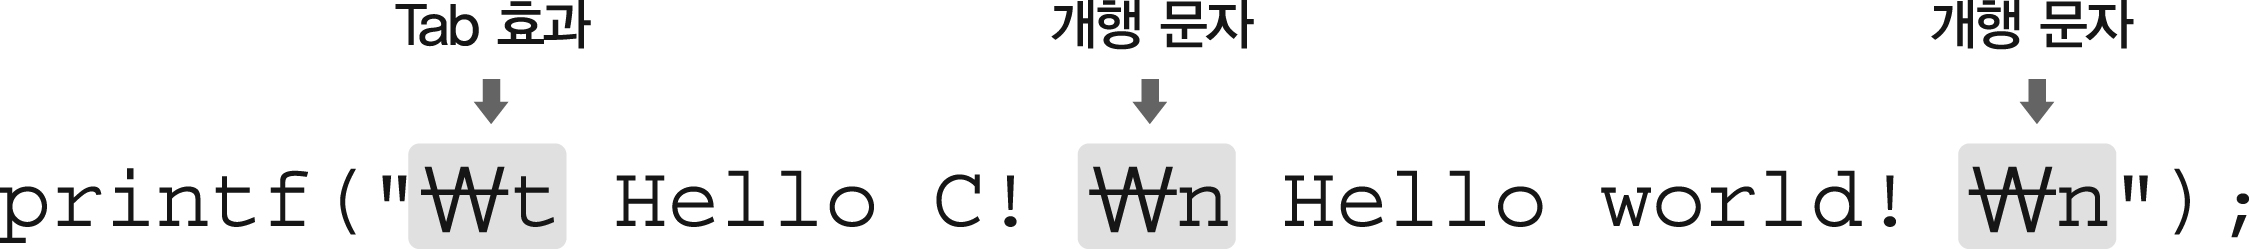 Tab 효과 개행 문자 개행 문자
printf("₩t Hello C! ₩n Hello world! ₩n");